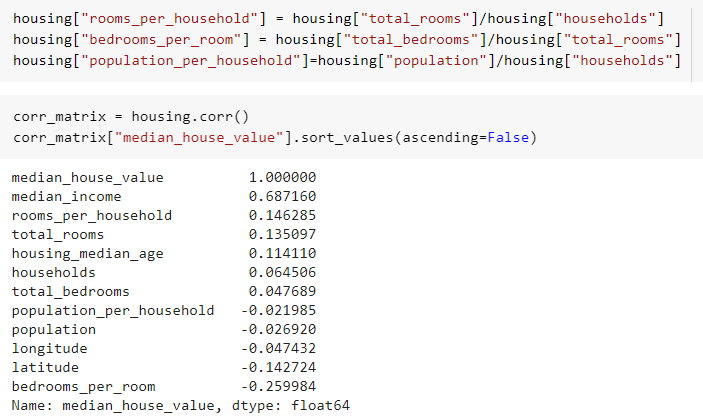 housing["rooms_per_household"] = housing["total_rooms"]/housing["households"]
housing["bedrooms_per_room"] = housing["total_bedrooms"]/housing["total_rooms"]
housing["population_per_household"]=housing["population"]/housing["households"]
corr_matrix = housing.corr()
corr_matrix["median_house_value"].sort_values(ascending=False)
median_house_value 1.000000
median_income 0.687160
rooms_per_household 0.146285
total_rooms 0.135097
housing_median_age 0.114110
households 0.064506
total_bedrooms 0.047689
population_per_household -0.021985
population -0.026920
longitude -0.047432
latitude -0.142724
bedrooms_per_room -0.259984
Name: median_house_value, dtype: float64